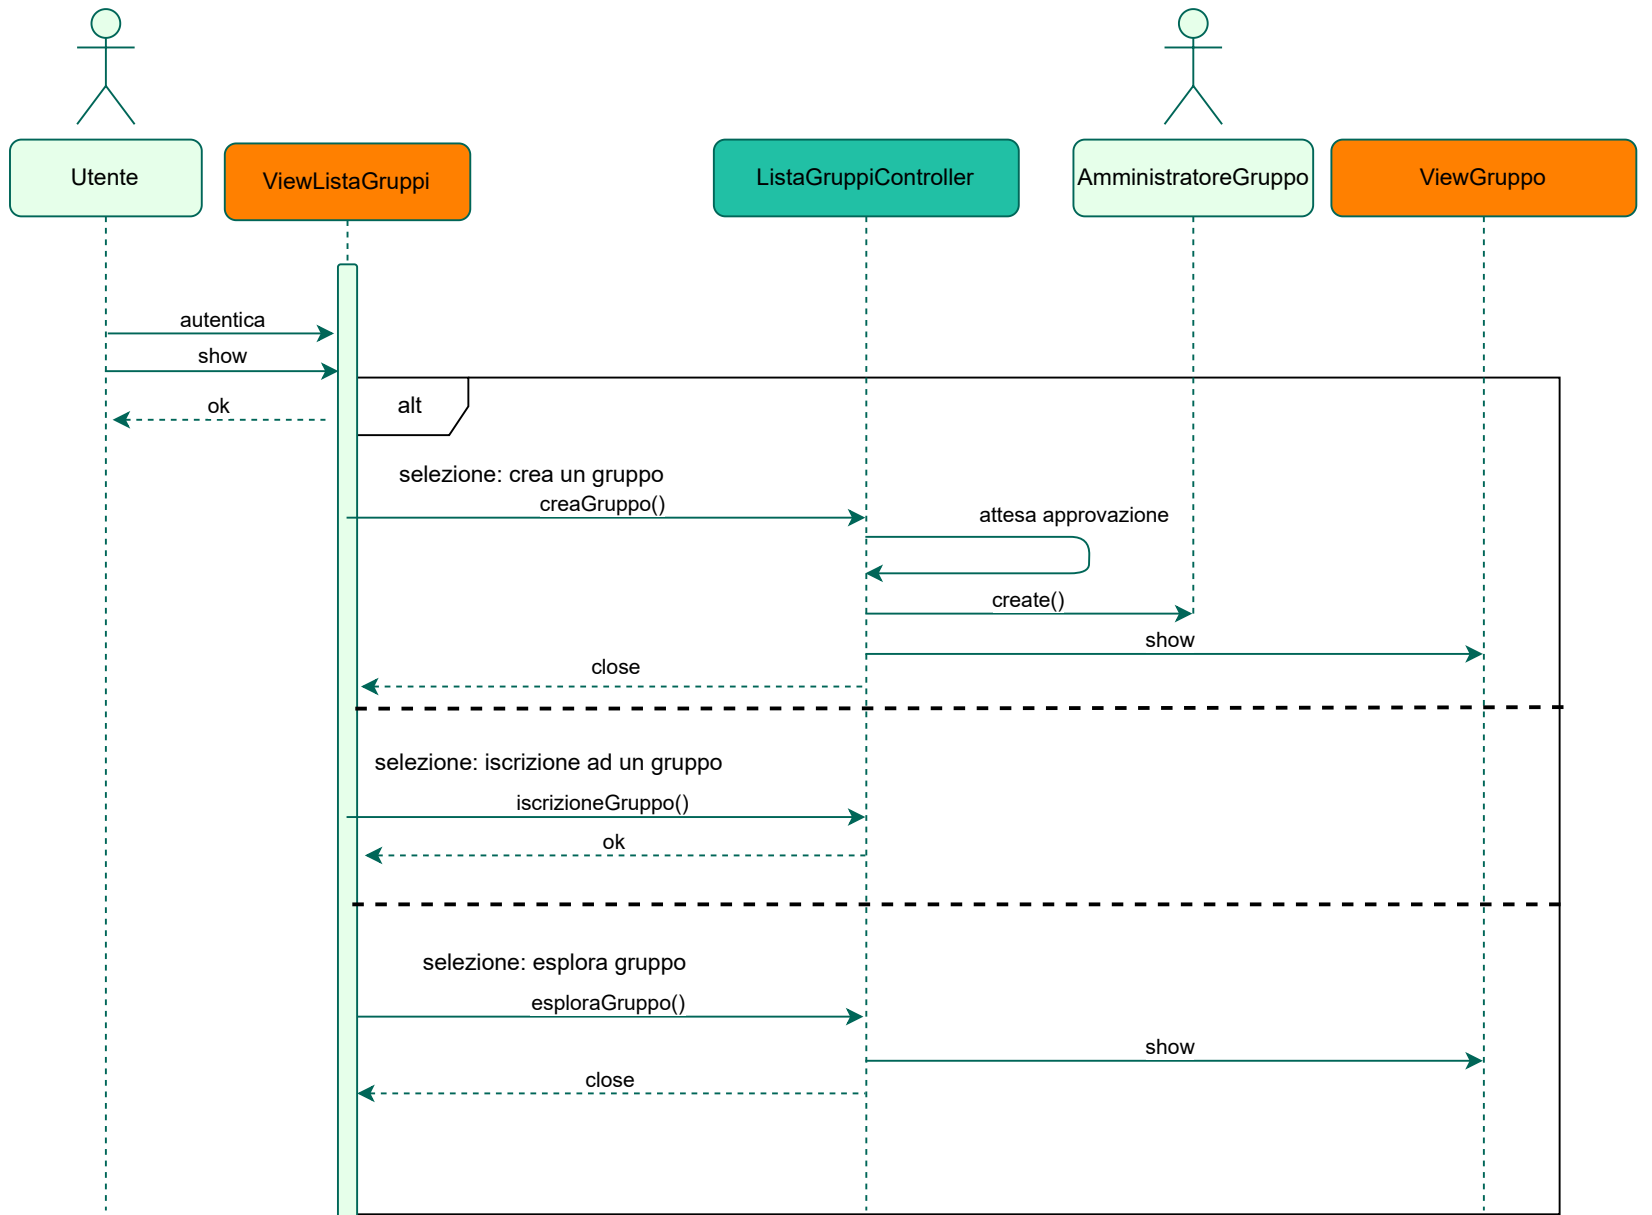 Utente
ViewListaGruppi
ListaGruppiController
AmministratoreGruppo
ViewGruppo
autentica
show
ok
alt
selezione: crea un gruppo
creaGruppo()
attesa approvazione
create()
show
close
selezione: iscrizione ad un gruppo
iscrizioneGruppo()
ok
selezione: esplora gruppo
esploraGruppo()
show
close